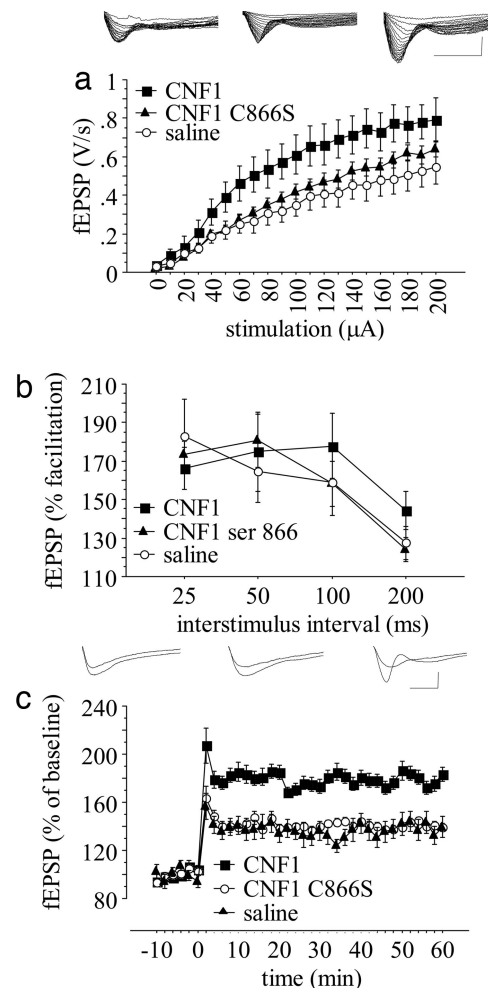 a
fEPSP (V/s)
1
.8
.6
.4
.2
0
CNF1
CNF1 C866S
saline
0 20 40 60 80 100 120 140 160 180 200
stimulation (µA)
b
fEPSP (% facilitation)
210
190
170
150
130
110
CNF1
CNF1 ser 866
saline
25 50 100 200
interstimulus interval (ms)
c
fEPSP (% of baseline)
240
200
160
120
80
CNF1
CNF1 C866S
saline
-10 0 10 20 30 40 50 60
time (min)